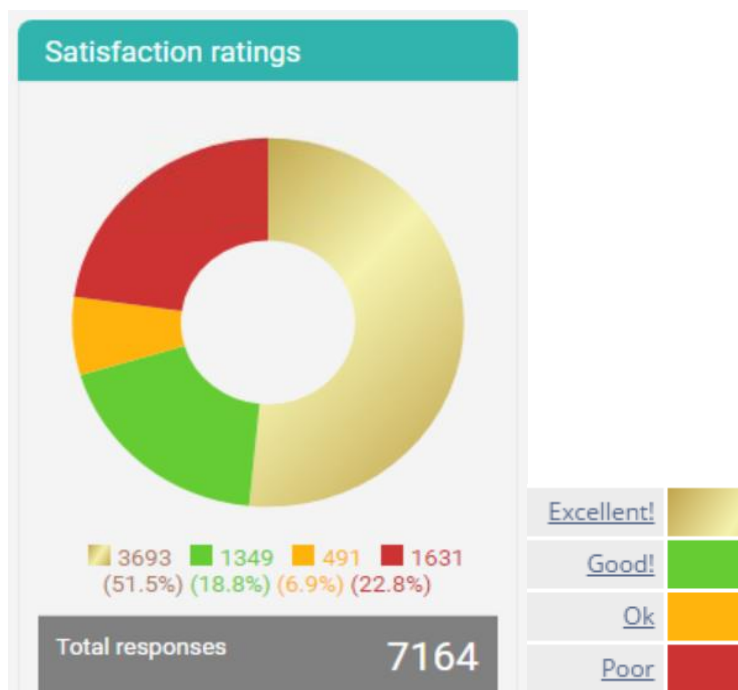 Satisfaction ratings
3693 1349 491 1631
(51.5%) (18.8%) (6.9%) (22.8%)
Total responses 7164
Excellent!
Good!
Ok
Poor